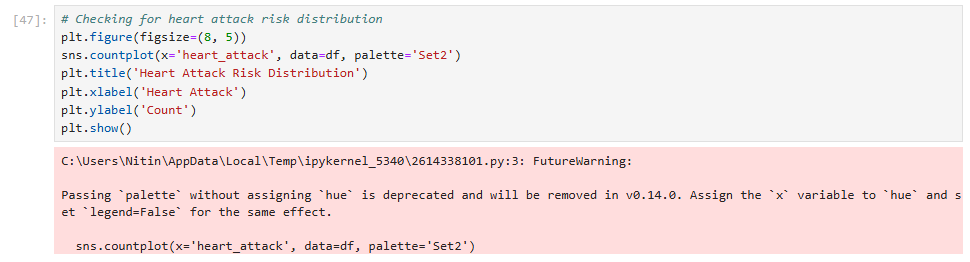 [47]: # Checking for heart attack risk distribution
plt.figure(figsize=(8, 5))
sns.countplot(x='heart_attack', data=df, palette='Set2')
plt.title('Heart Attack Risk Distribution')
plt.xlabel('Heart Attack')
plt.ylabel('Count')
plt.show()
C:\Users\Nitin\AppData\Local\Temp\ipykernel_5340\2614338101.py:3: FutureWarning:
Passing `palette` without assigning `hue` is deprecated and will be removed in v0.14.0. Assign the `x` variable to `hue` and s
et `legend=False` for the same effect.
sns.countplot(x='heart_attack', data=df, palette='Set2')